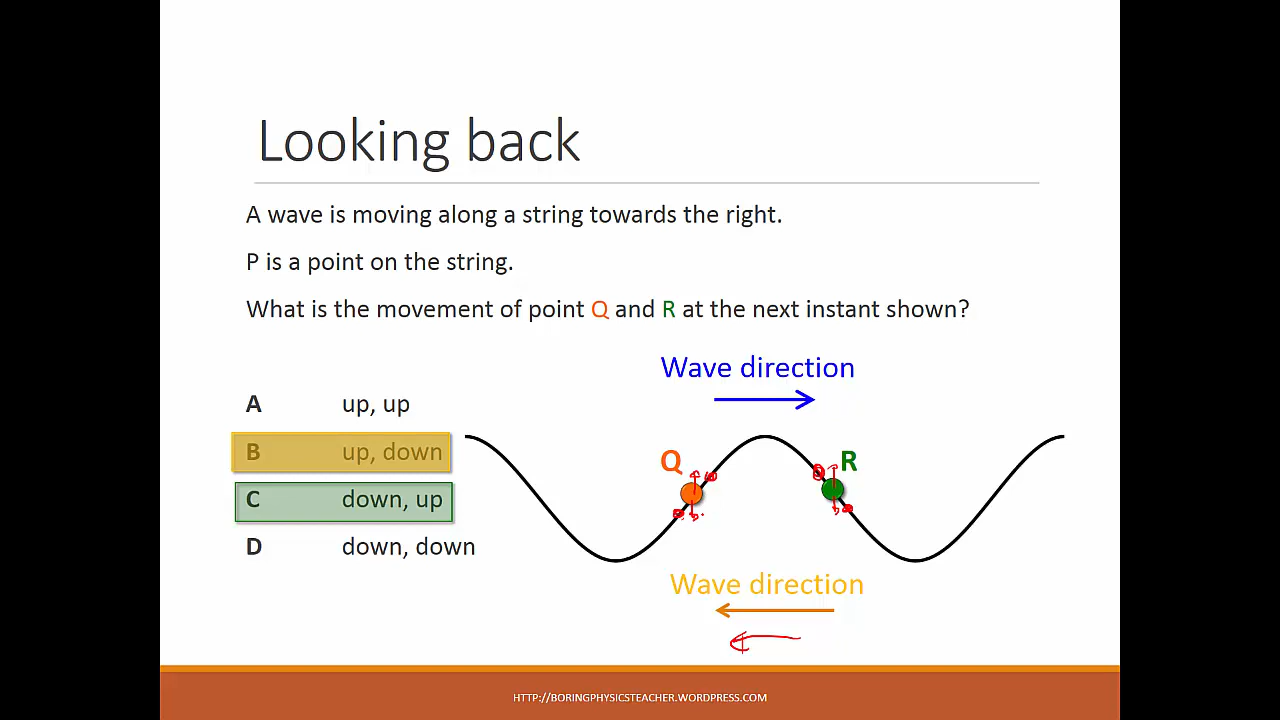 Looking back
A wave is moving along a string towards the right.
P is a point on the string.
What is the movement of point Q and R at the next instant shown?
Wave direction
A up, up
B up, down
C down, up
D down, down
Q
R
Wave direction
HTTP://BORINGPHYSICSTEACHER.WORDPRESS.COM